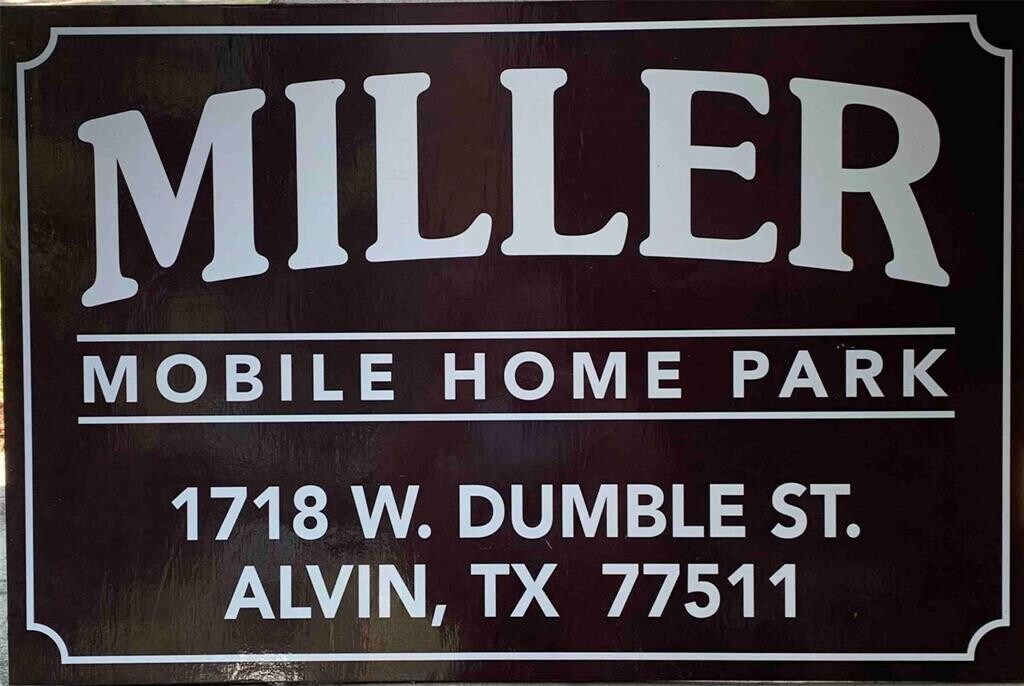 MILLER
MOBILE HOME PARK
1718 W. DUMBLE ST.
ALVIN, TX 77511